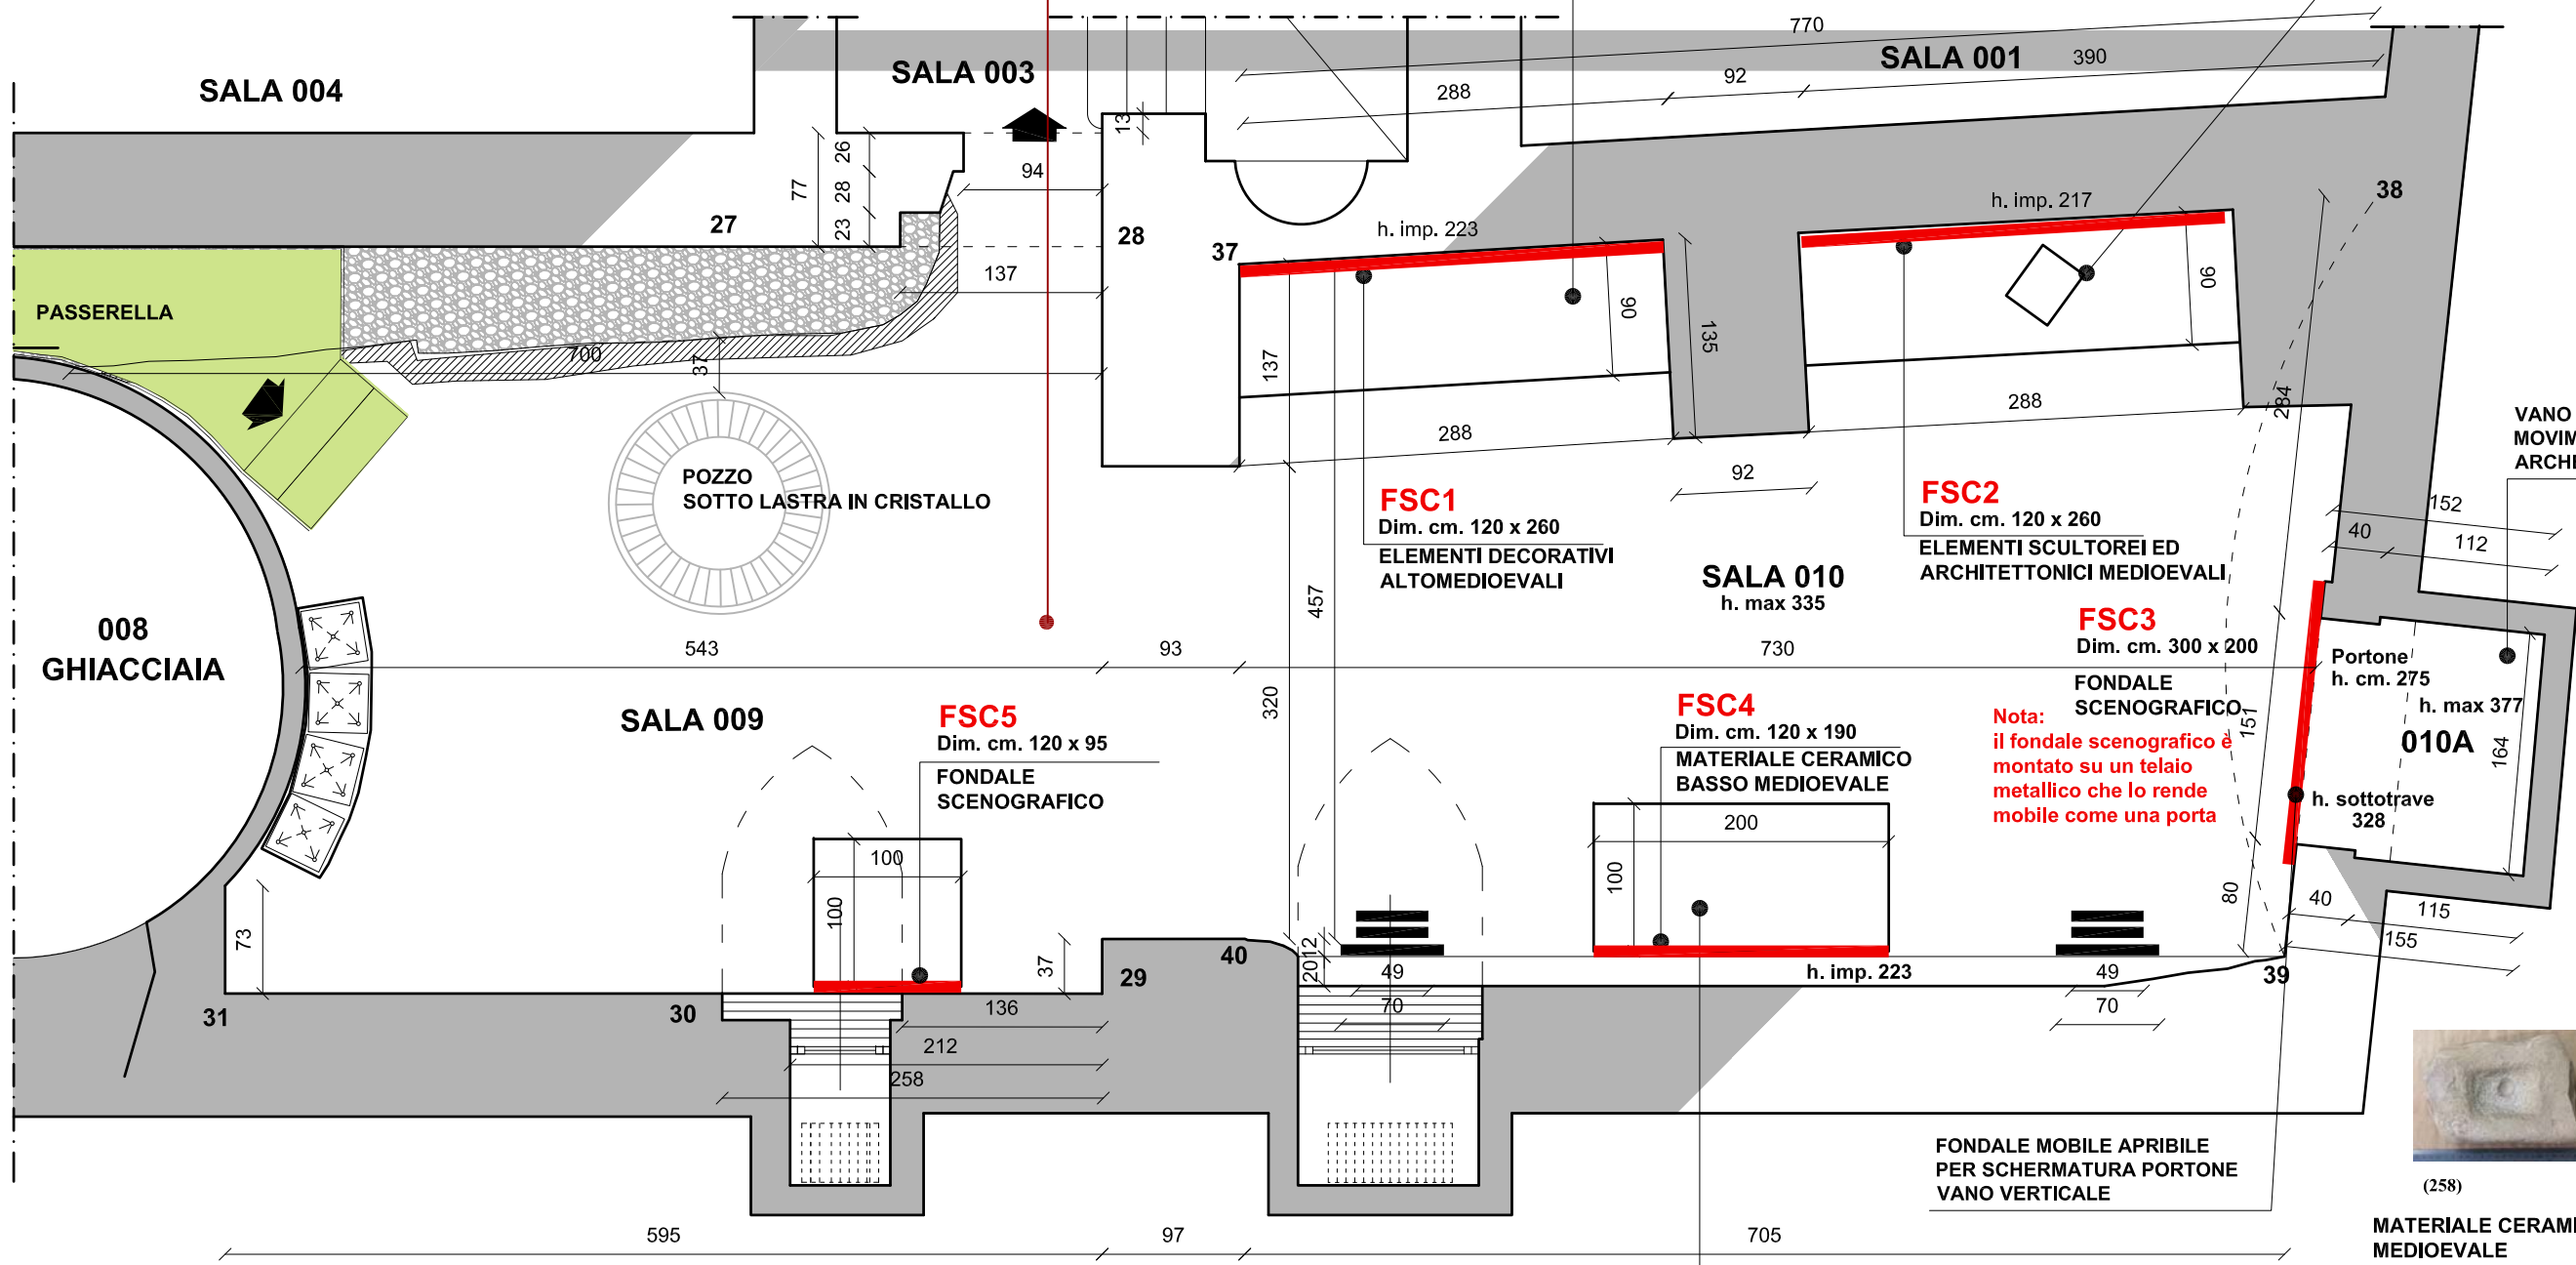 770
SALA 001
390
92
288
SALA 003
SALA 004
13
26
77
28
23
94
27
28
137
37
h. imp. 223
h. imp. 217
38
PASSERELLA
700
37
137
90
135
90
284
288
288
92
VANO
152
40
112
POZZO
SOTTO LASTRA IN CRISTALLO
FSC1
Dim. cm. 120 x 260
ELEMENTI DECORATIVI
ALTOMEDIOEVALI
FSC2
Dim. cm. 120 x 260
ELEMENTI SCULTOREI ED
ARCHITETTONICI MEDIOEVALI
SALA 010
h. max 335
457
008
GHIACCIAIA
543
93
730
320
FSC3
Dim. cm. 300 x 200
FONDALE
SCENOGRAFICO
Portone
h. cm. 275
h. max 377
010A
164
151
h. sottotrave
328
Nota:
il fondale scenografico è
montato su un telaio
metallico che lo rende
mobile come una porta
SALA 009
FSC5
Dim. cm. 120 x 95
FONDALE
SCENOGRAFICO
FSC4
Dim. cm. 120 x 190
MATERIALE CERAMICO
BASSO MEDIOEVALE
200
100
100
100
73
37
80
40
115
155
40
29
12
20
49
h. imp. 223
49
39
70
70
31
30
136
212
258
FONDALE MOBILE APRIBILE
PER SCHERMATURA PORTONE
VANO VERTICALE
(258)
MEDIOEVALE
595
97
705